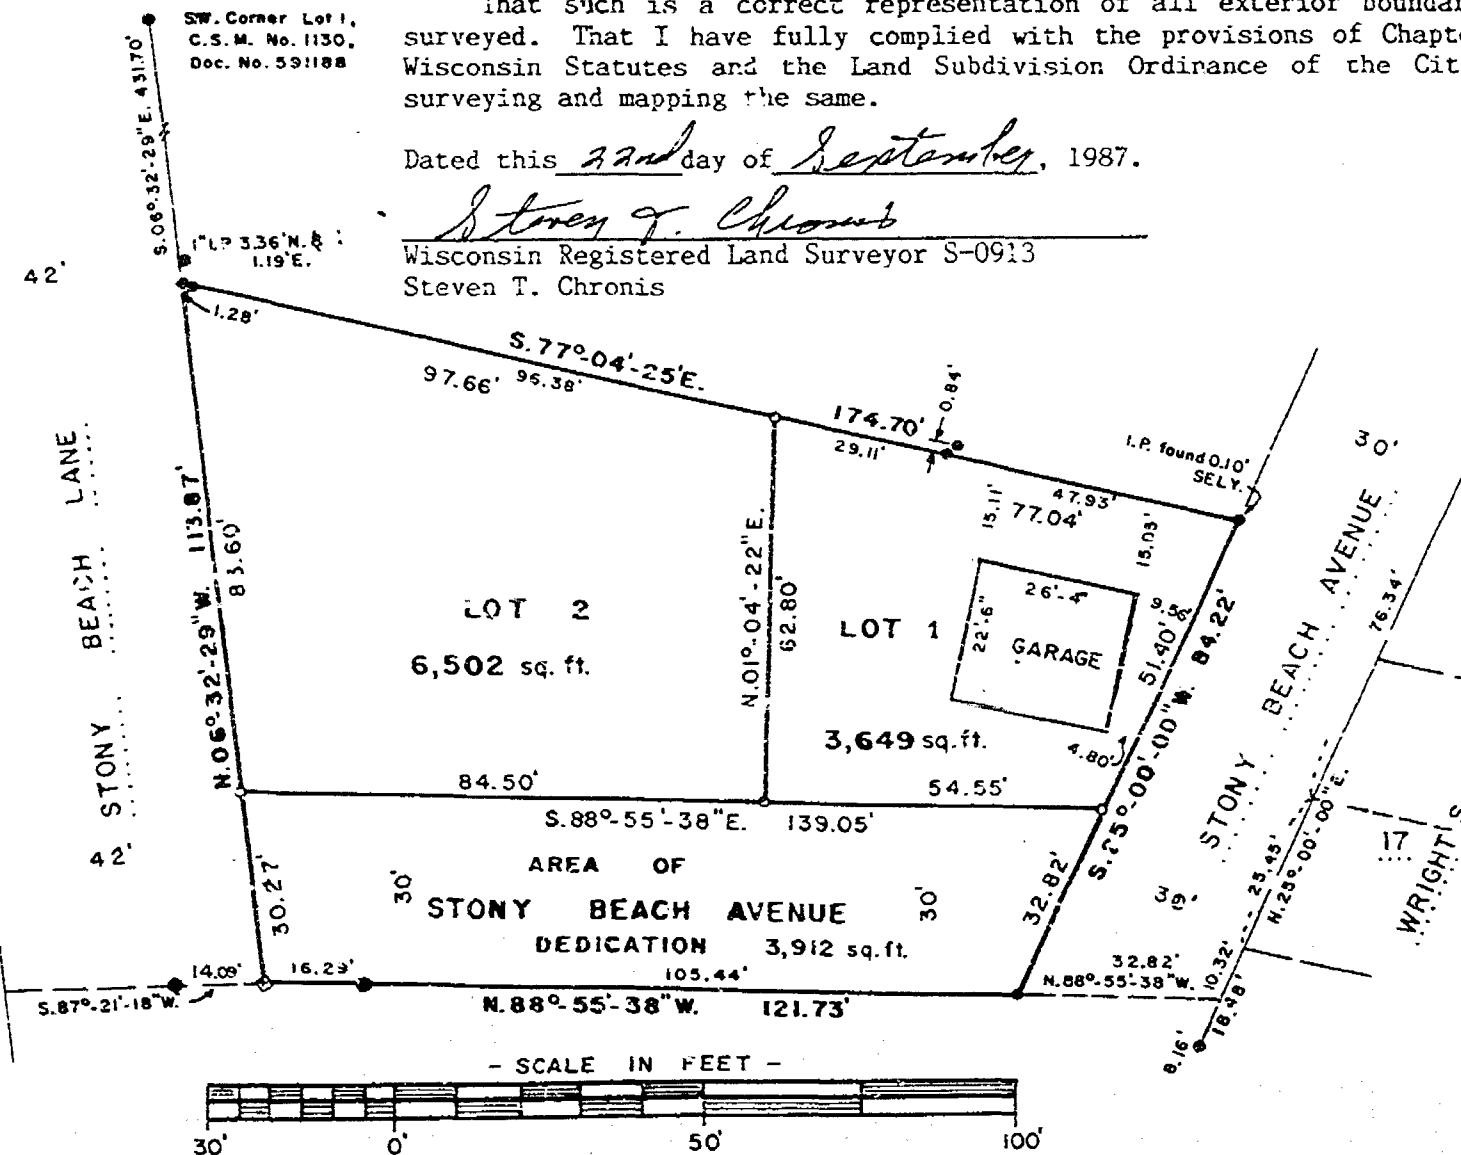 SW. Corner Lot 1,
C.S.M. No. 1130,
Doc. No. 591188
That such is a correct representation of all exterior
surveyed. That I have fully complied with the provisions of
Wisconsin Statutes and the Land Subdivision Ordinance of the
surveying and mapping the same.
Dated this 22nd day of September, 1987.
Steven T. Chronis
Wisconsin Registered Land Surveyor S-0913
Steven T. Chronis
S.06°-32'-29"E. 431.70'
1" I.P. 3.36'N. &
1.19'E.
42'
1.28'
S.77°-04'-25"E.
97.66' 96.38'
174.70'
29.11'
0.84'
I.P. found 0.10'
SELY.
30'
47.93'
77.04'
15.11'
15.03'
STONY BEACH LANE
N.06°-32'-29"W. 113.87'
83.60'
N.01°-04'-22"E.
62.80'
LOT 2
6,502 sq. ft.
LOT 1
3,649 sq. ft.
26'-4"
22'-6"
GARAGE
9.56'
51.40'
4.80'
S.25°-00'-00"W. 84.22'
STONY BEACH AVENUE
76.34'
84.50'
54.55'
S.88°-55'-38"E. 139.05'
42'
30.27'
30'
AREA OF
STONY BEACH AVENUE
DEDICATION 3,912 sq. ft.
30'
32.82'
39'
25.45'
N.25°-00'-00"E.
17
WRIGHT'S
14.09'
S.87°-21'-18"W.
16.29'
105.44'
N.88°-55'-38"W. 121.73'
32.82'
N.88°-55'-38"W.
10.32'
18.48'
8.16'
- SCALE IN FEET -
30' 0' 50' 100'